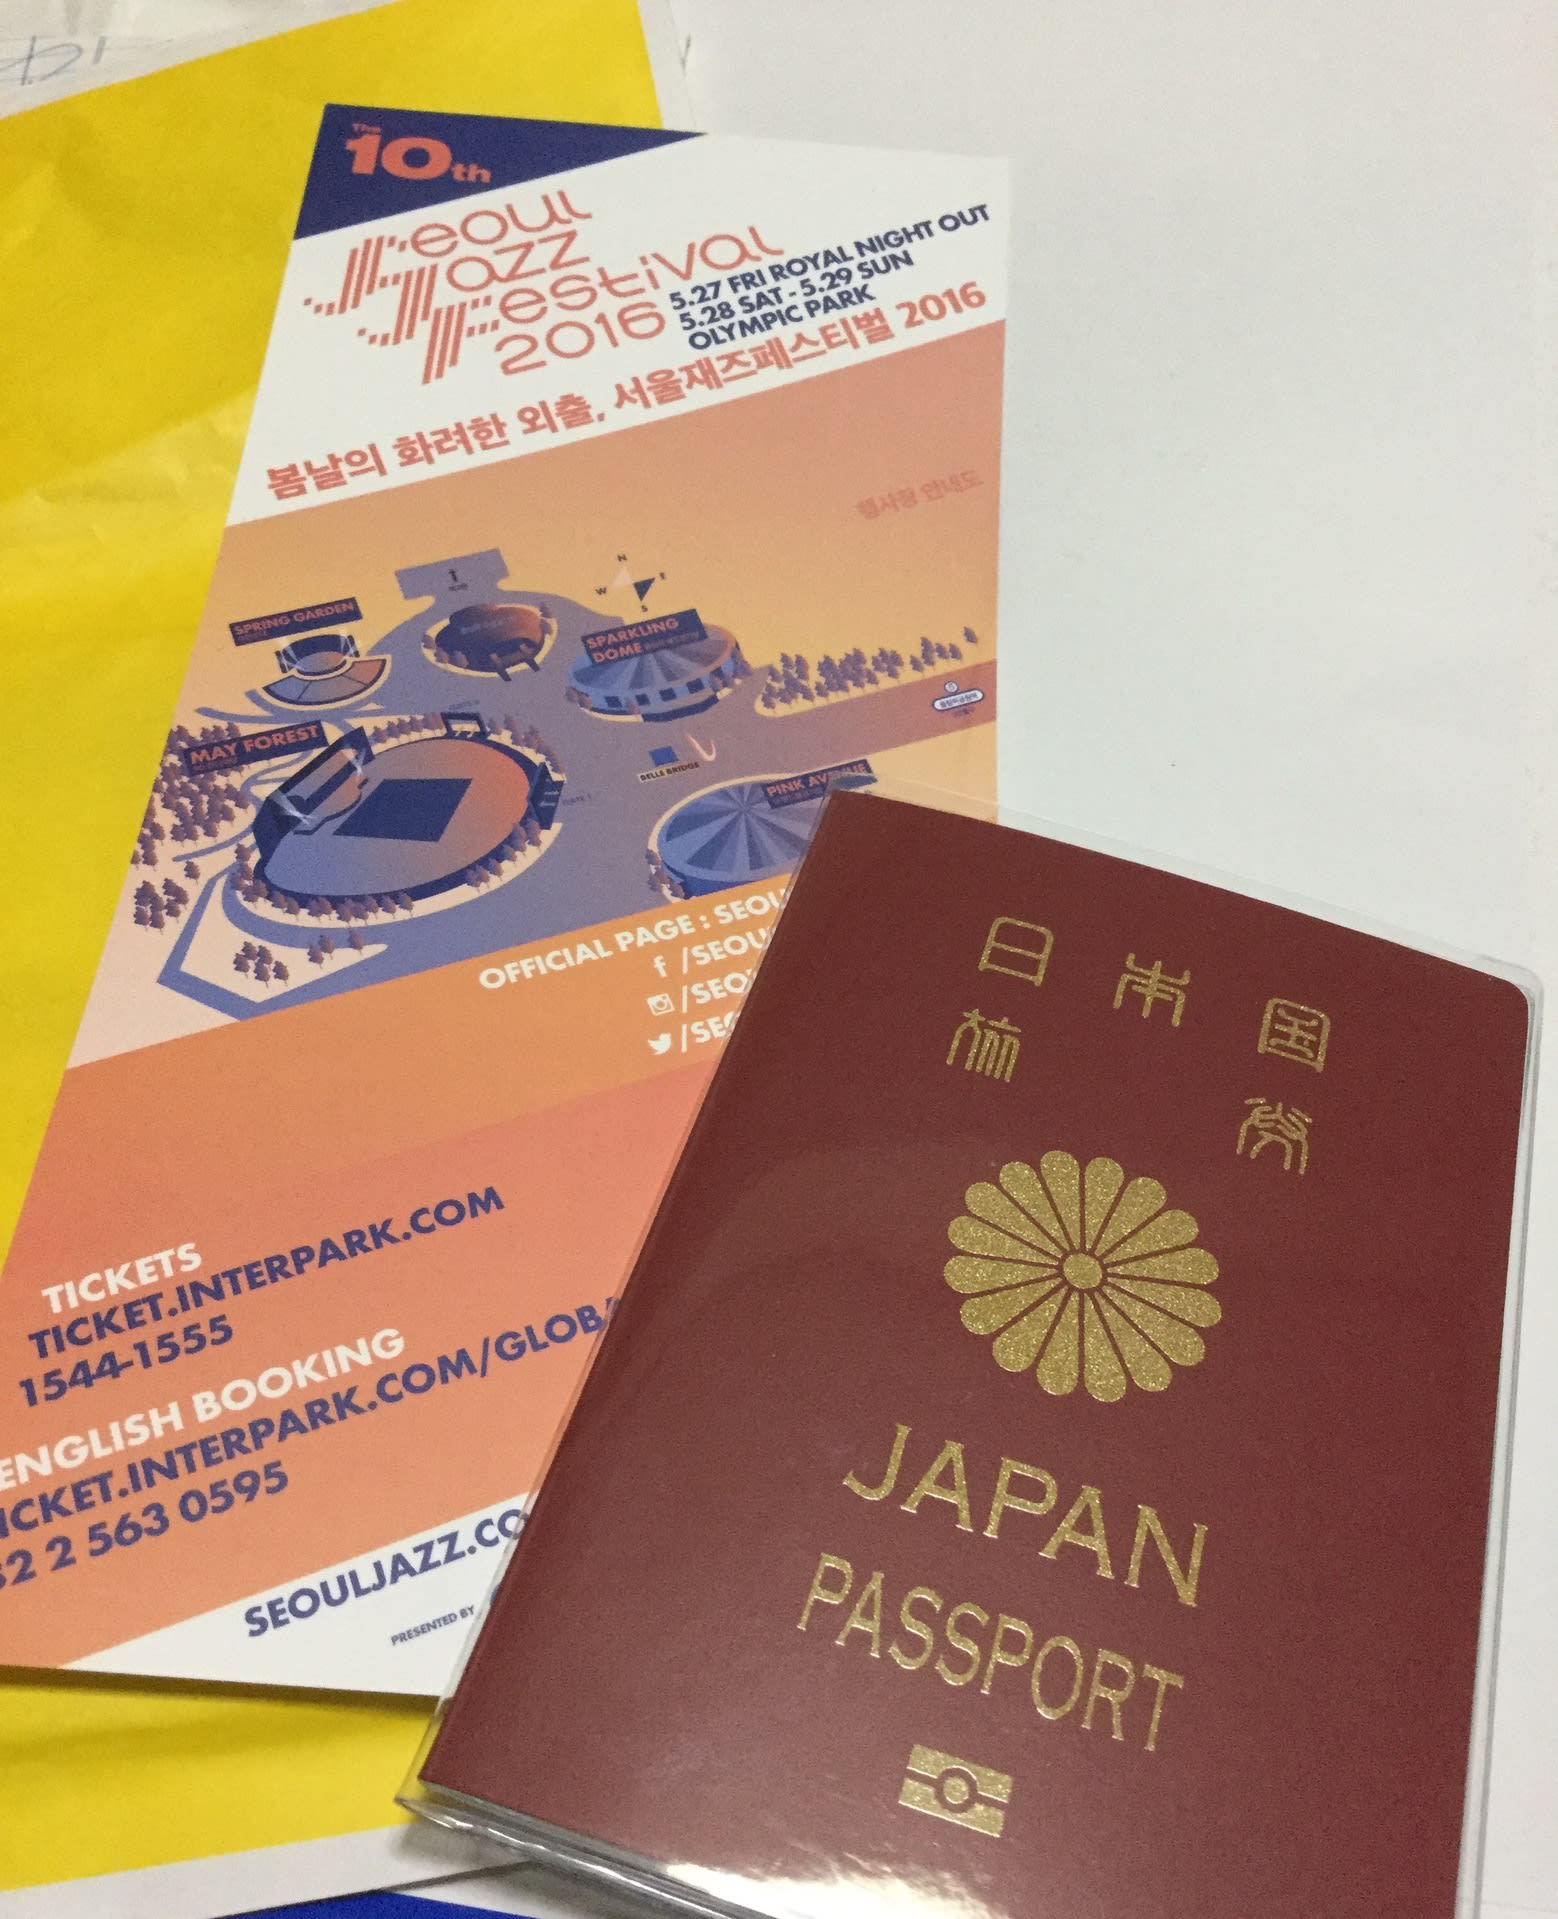 The
10th
Seoul
Jazz
Festival
2016
5.27 FRI ROYAL NIGHT OUT
5.28 SAT - 5.29 SUN
OLYMPIC PARK
봄날의 화려한 외출, 서울재즈페스티벌 2016
행사장 안내도
N
W E
S
SPRING GARDEN
SPARKLING
DOME
MAY FOREST
BELLE BRIDGE
PINK AVENUE
OFFICIAL PAGE : SEOU
/SEOU
/SEO
/SE
TICKETS
TICKET.INTERPARK.COM
1544-1555
ENGLISH BOOKING
ICKET.INTERPARK.COM/GLOBA
82 2 563 0595
SEOULJAZZ.CO
PRESENTED BY
日本国
旅券
JAPAN
PASSPORT